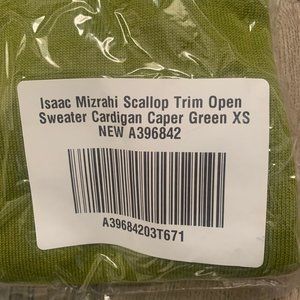 Isaac Mizrahi Scallop Trim Open
Sweater Cardigan Caper Green XS
NEW A396842
A39684203T671